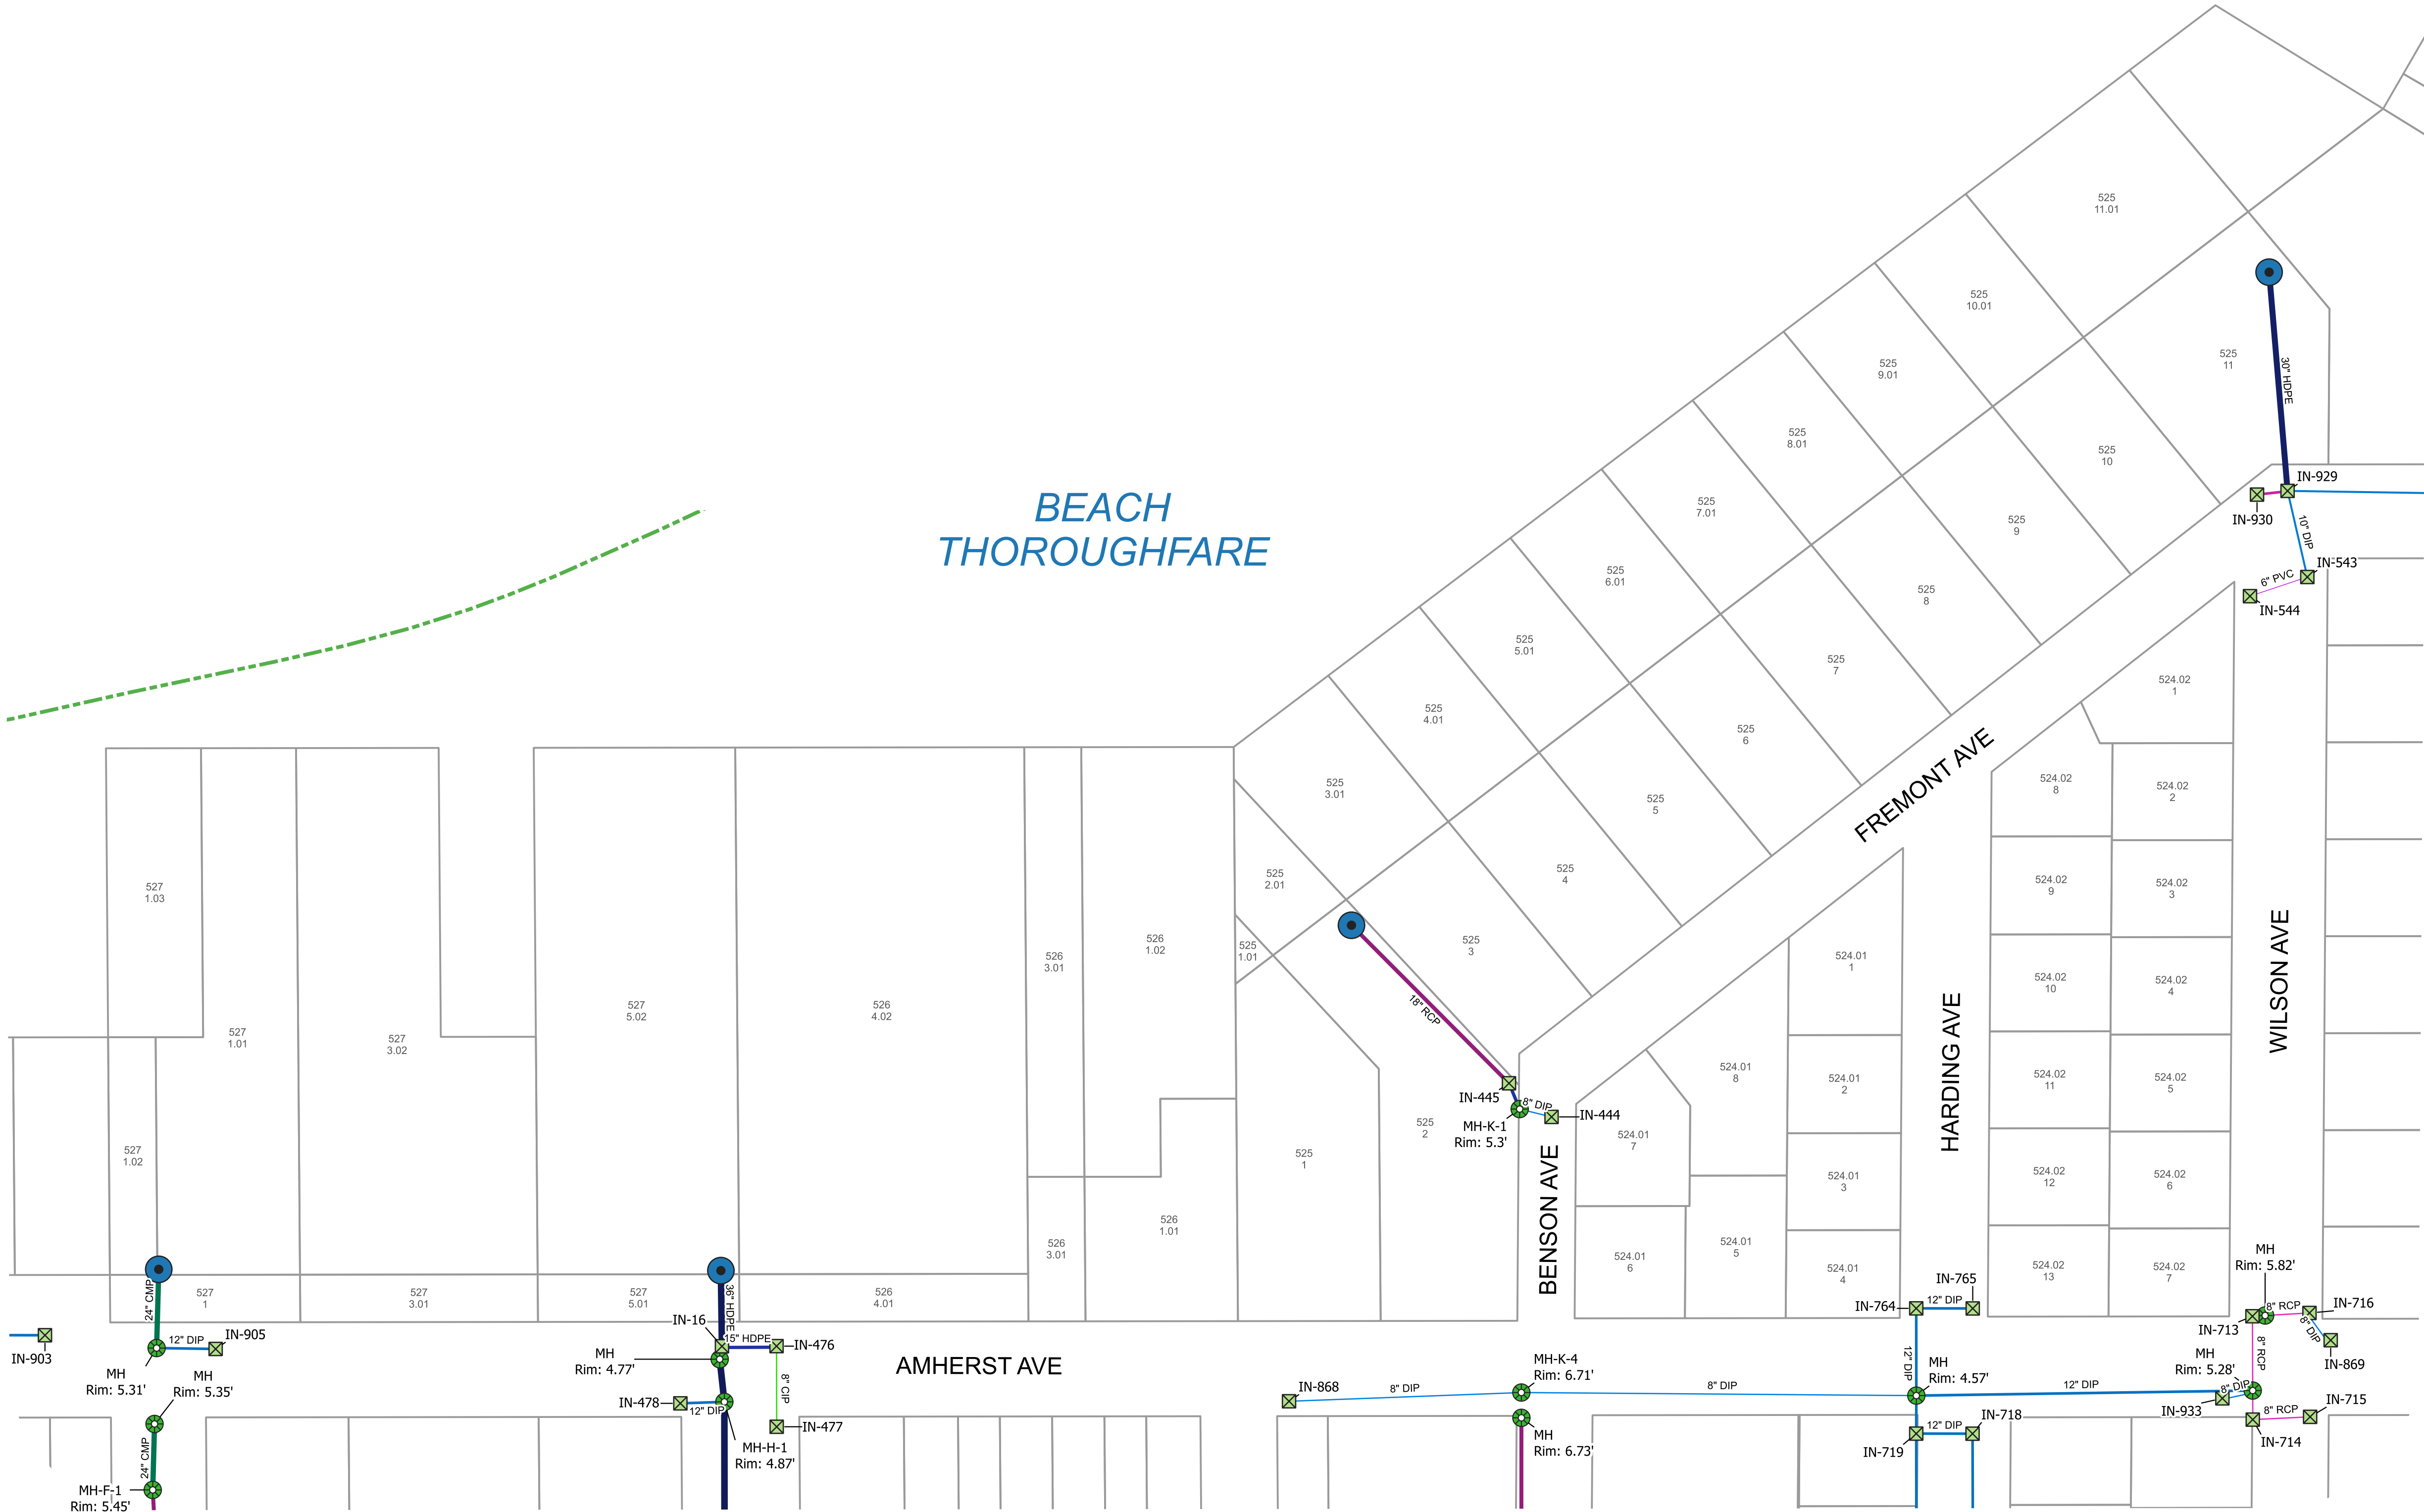 525
11.01
525
10.01
525
9.01
525
11
30" HDPE
525
8.01
525
10
IN-929
IN-930
BEACH
THOROUGHFARE
525
7.01
525
9
10" DIP
IN-543
6" PVC
IN-544
525
6.01
525
8
525
5.01
525
7
524.02
1
525
4.01
525
6
FREMONT AVE
525
3.01
525
5
524.02
8
524.02
2
525
2.01
525
4
524.02
9
524.02
3
527
1.03
526
3.01
526
1.02
525
1.01
525
3
524.01
1
524.02
10
524.02
4
WILSON AVE
527
1.01
527
3.02
527
5.02
526
4.02
18" RCP
HARDING AVE
524.01
8
524.01
2
524.02
11
524.02
5
IN-445
8" DIP
IN-444
MH-K-1
Rim: 5.3'
525
2
524.01
7
527
1.02
525
1
524.01
3
524.02
12
524.02
6
BENSON AVE
526
3.01
526
1.01
524.01
6
524.01
5
524.01
4
524.02
13
524.02
7
MH
Rim: 5.82'
24" CMP
527
1
527
3.01
527
5.01
36" HDPE
526
4.01
IN-764
12" DIP
IN-765
8" RCP
IN-716
IN-713
8" DIP
IN-869
IN-903
12" DIP
IN-905
IN-16
15" HDPE
IN-476
MH
Rim: 4.77'
AMHERST AVE
8" CIP
MH
Rim: 5.31'
MH
Rim: 5.35'
IN-478
12" DIP
IN-477
MH-H-1
Rim: 4.87'
IN-868
8" DIP
MH-K-4
Rim: 6.71'
8" DIP
12" DIP
MH
Rim: 4.57'
12" DIP
8" RCP
MH
Rim: 5.28'
8" DIP
IN-933
8" RCP
IN-715
IN-714
MH
Rim: 6.73'
12" DIP
IN-718
IN-719
24" CMP
MH-F-1
Rim: 5.45'